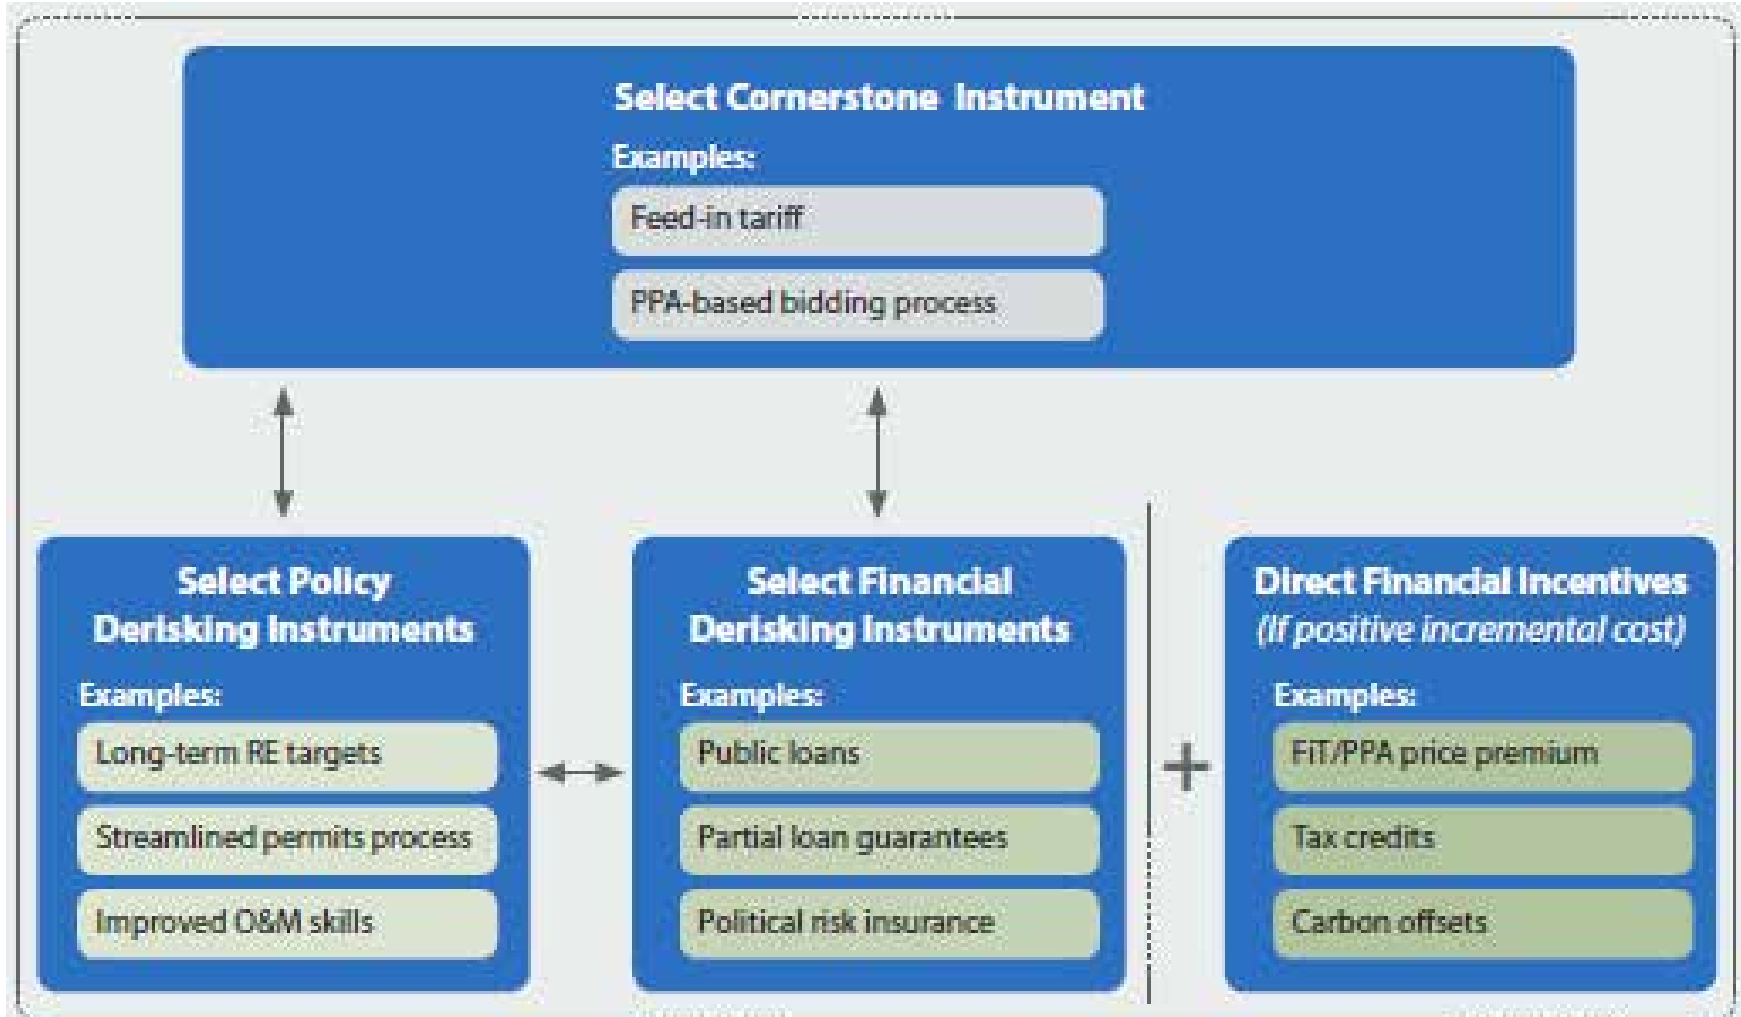 Select Cornerstone Instrument
Examples:
Feed-in tariff
PPA-based bidding process
Select Policy
Derisking Instruments
Examples:
Long-term RE targets
Streamlined permits process
Improved O&M skills
Select Financial
Derisking Instruments
Examples:
Public loans
Partial loan guarantees
Political risk insurance
+
Direct Financial Incentives
(If positive incremental cost)
Examples:
FiT/PPA price premium
Tax credits
Carbon offsets